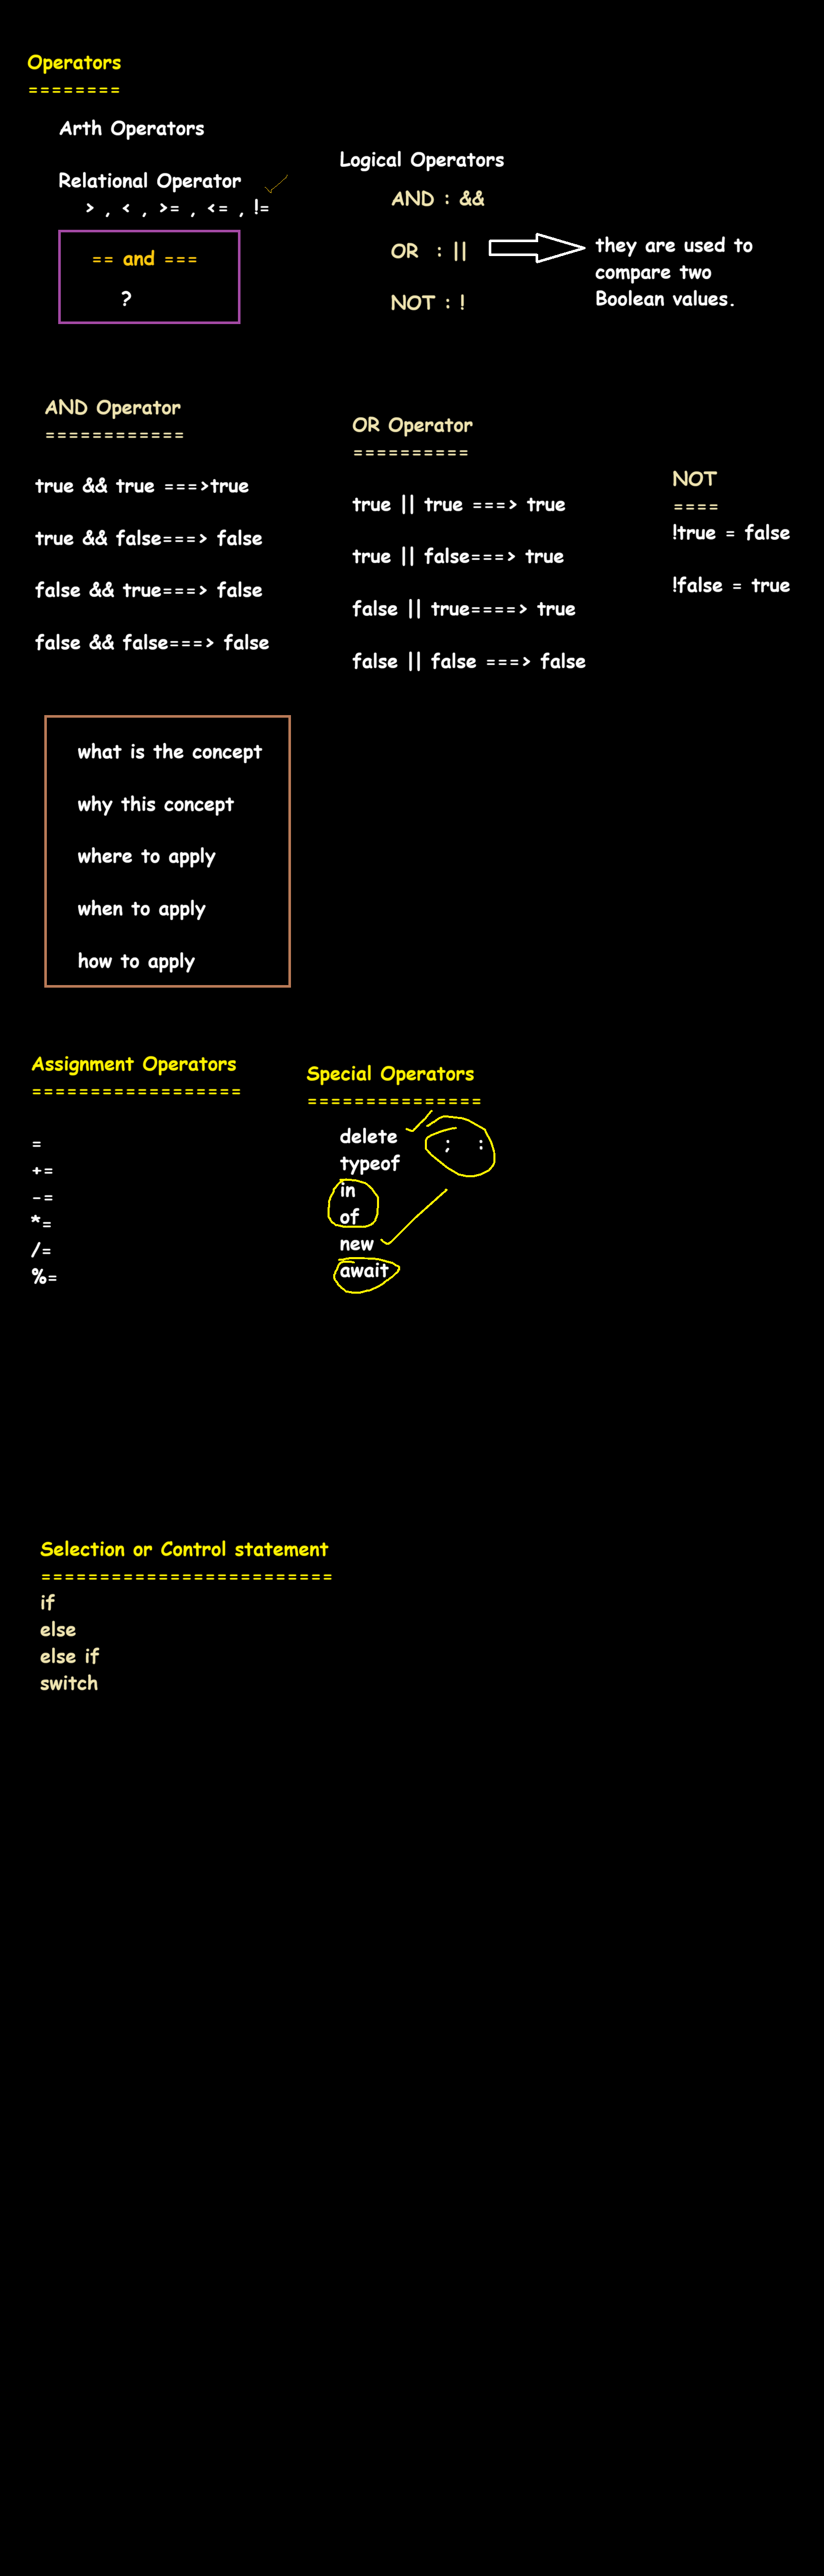 Operators
========
Arth Operators
Relational Operator
> , < , >= , <= , !=
== and ===
?
Logical Operators
AND : &&
OR : ||
NOT : !
they are used to
compare two
Boolean values.
AND Operator
============
true && true ===>true
true && false===> false
false && true===> false
false && false===> false
OR Operator
==========
true || true ===> true
true || false===> true
false || true====> true
false || false ===> false
NOT
====
!true = false
!false = true
what is the concept
why this concept
where to apply
when to apply
how to apply
Assignment Operators
==================
=
+=
-=
*=
/=
%=
Special Operators
===============
delete
; :
typeof
in
of
new
await
Selection or Control statement
=========================
if
else
else if
switch